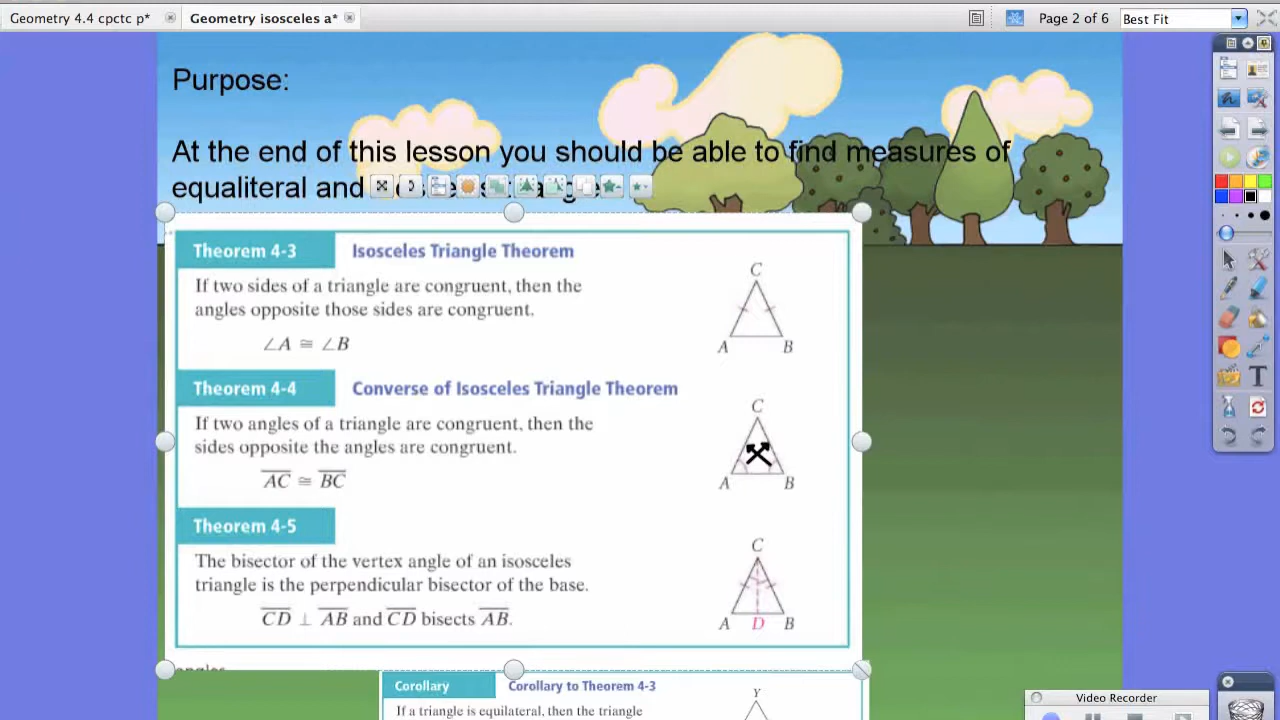 Geometry 4.4 cpctc p*
Geometry isosceles a*
Page 2 of 6
Best Fit
Purpose:
At the end of this lesson you should be able to find measures of
equaliteral and
Theorem 4-3 Isosceles Triangle Theorem
If two sides of a triangle are congruent, then the
angles opposite those sides are congruent.
∠A ≅ ∠B
C
A B
Theorem 4-4 Converse of Isosceles Triangle Theorem
If two angles of a triangle are congruent, then the
sides opposite the angles are congruent.
AC ≅ BC
C
A B
Theorem 4-5
The bisector of the vertex angle of an isosceles
triangle is the perpendicular bisector of the base.
CD ⊥ AB and CD bisects AB.
C
A D B
Corollary Corollary to Theorem 4-3
If a triangle is equilateral, then the triangle
Y
Video Recorder
T